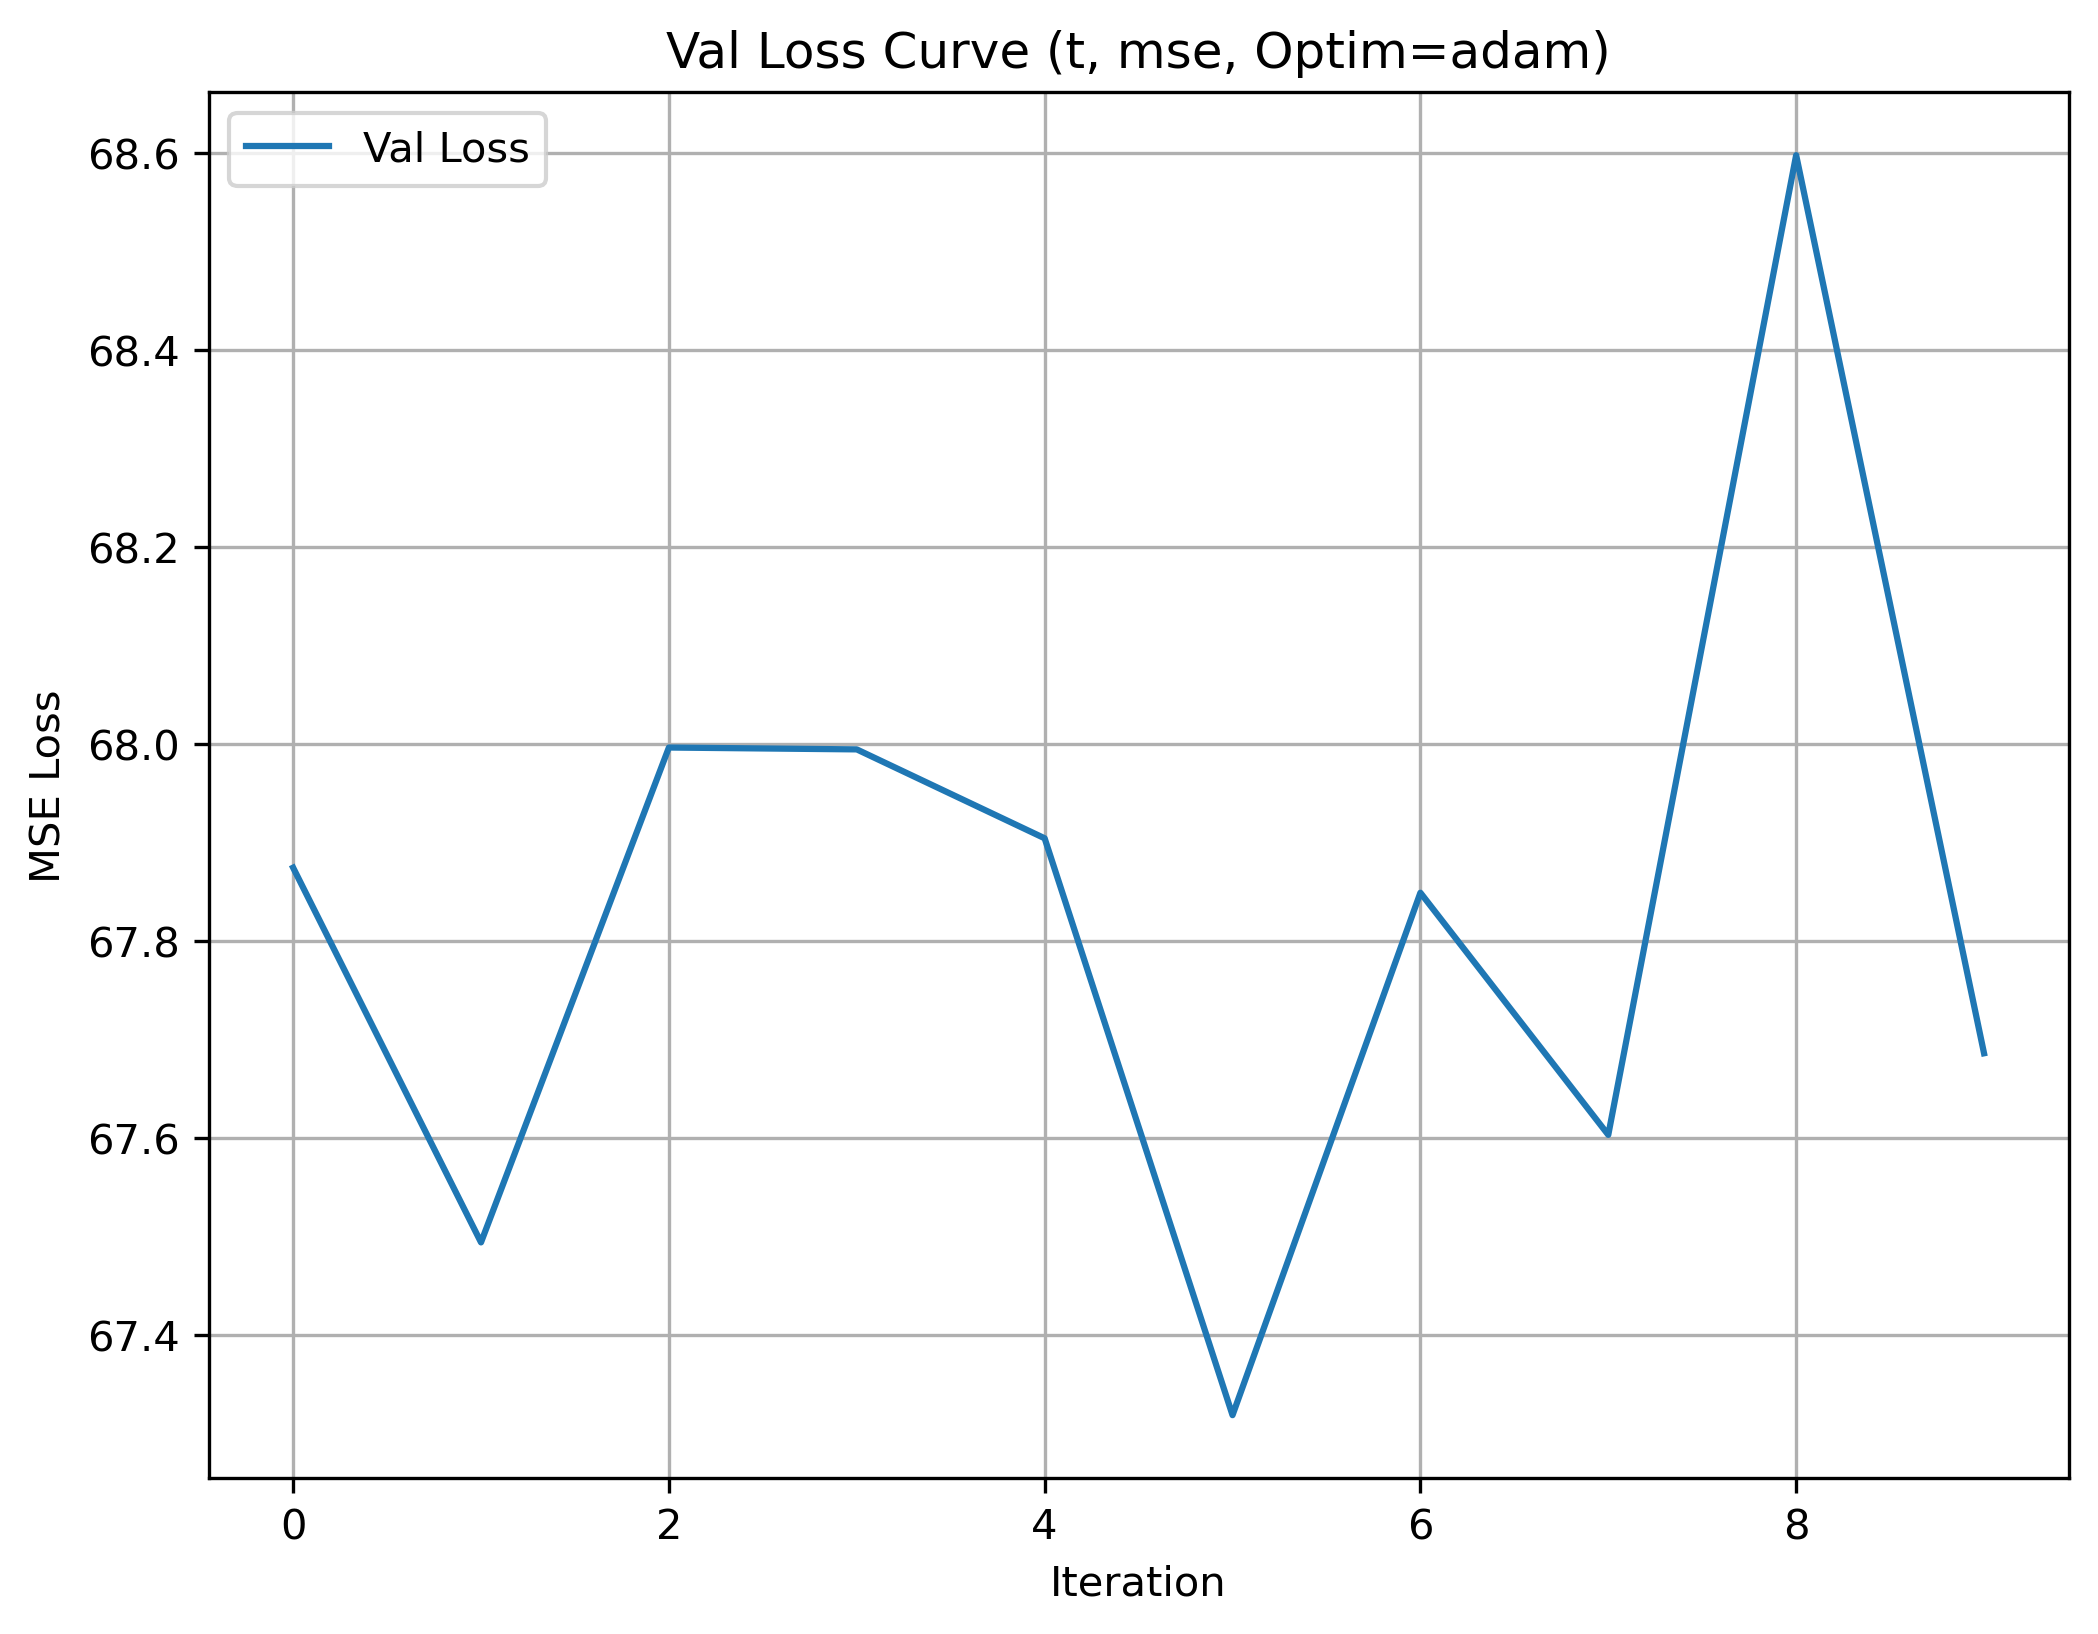 Val Loss Curve (t, mse, Optim=adam)
Val Loss
68.6
68.4
68.2
68.0
67.8
67.6
67.4
MSE Loss
0 2 4 6 8
Iteration